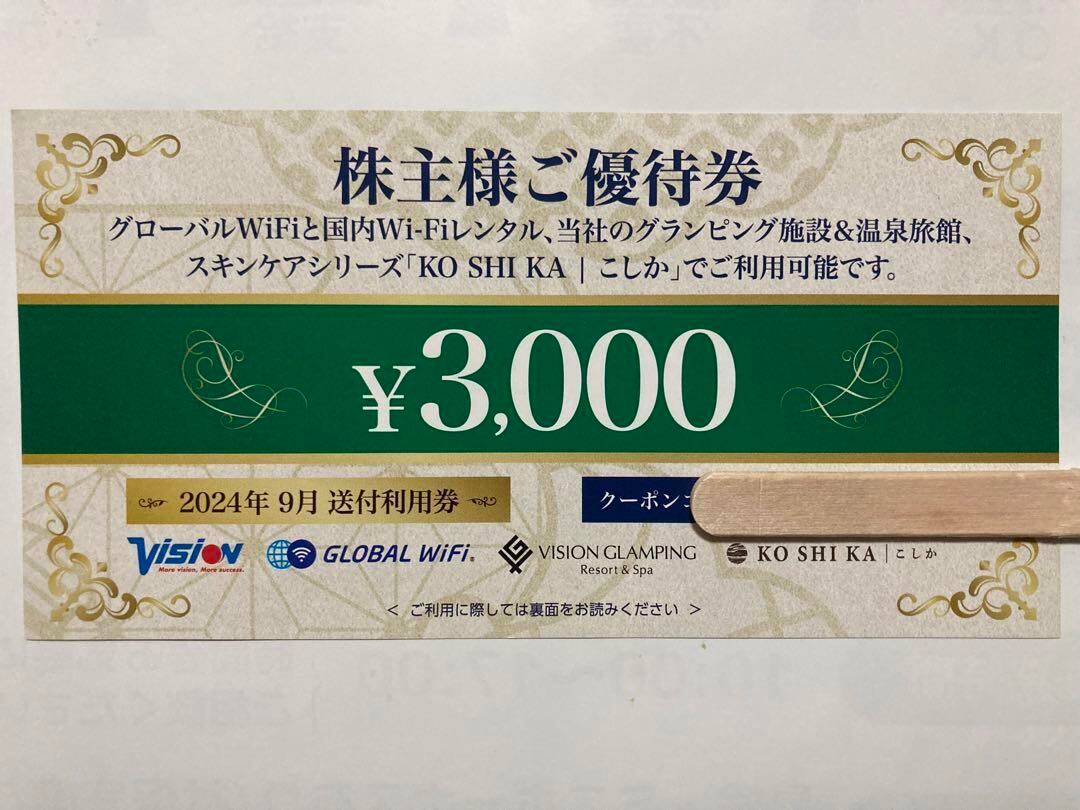 株主様ご優待券
グローバルWiFiと国内Wi-Fiレンタル、当社のグランピング施設&温泉旅館、
スキンケアシリーズ「KO SHI KA | こしか」でご利用可能です。
¥3,000
2024年 9月 送付利用券
クーポン
VISION
More vision, More success.
GLOBAL WiFi®
VISION GLAMPING
Resort & Spa
KO SHI KA | こしか
< ご利用に際しては裏面をお読みください >
10:00~17:00